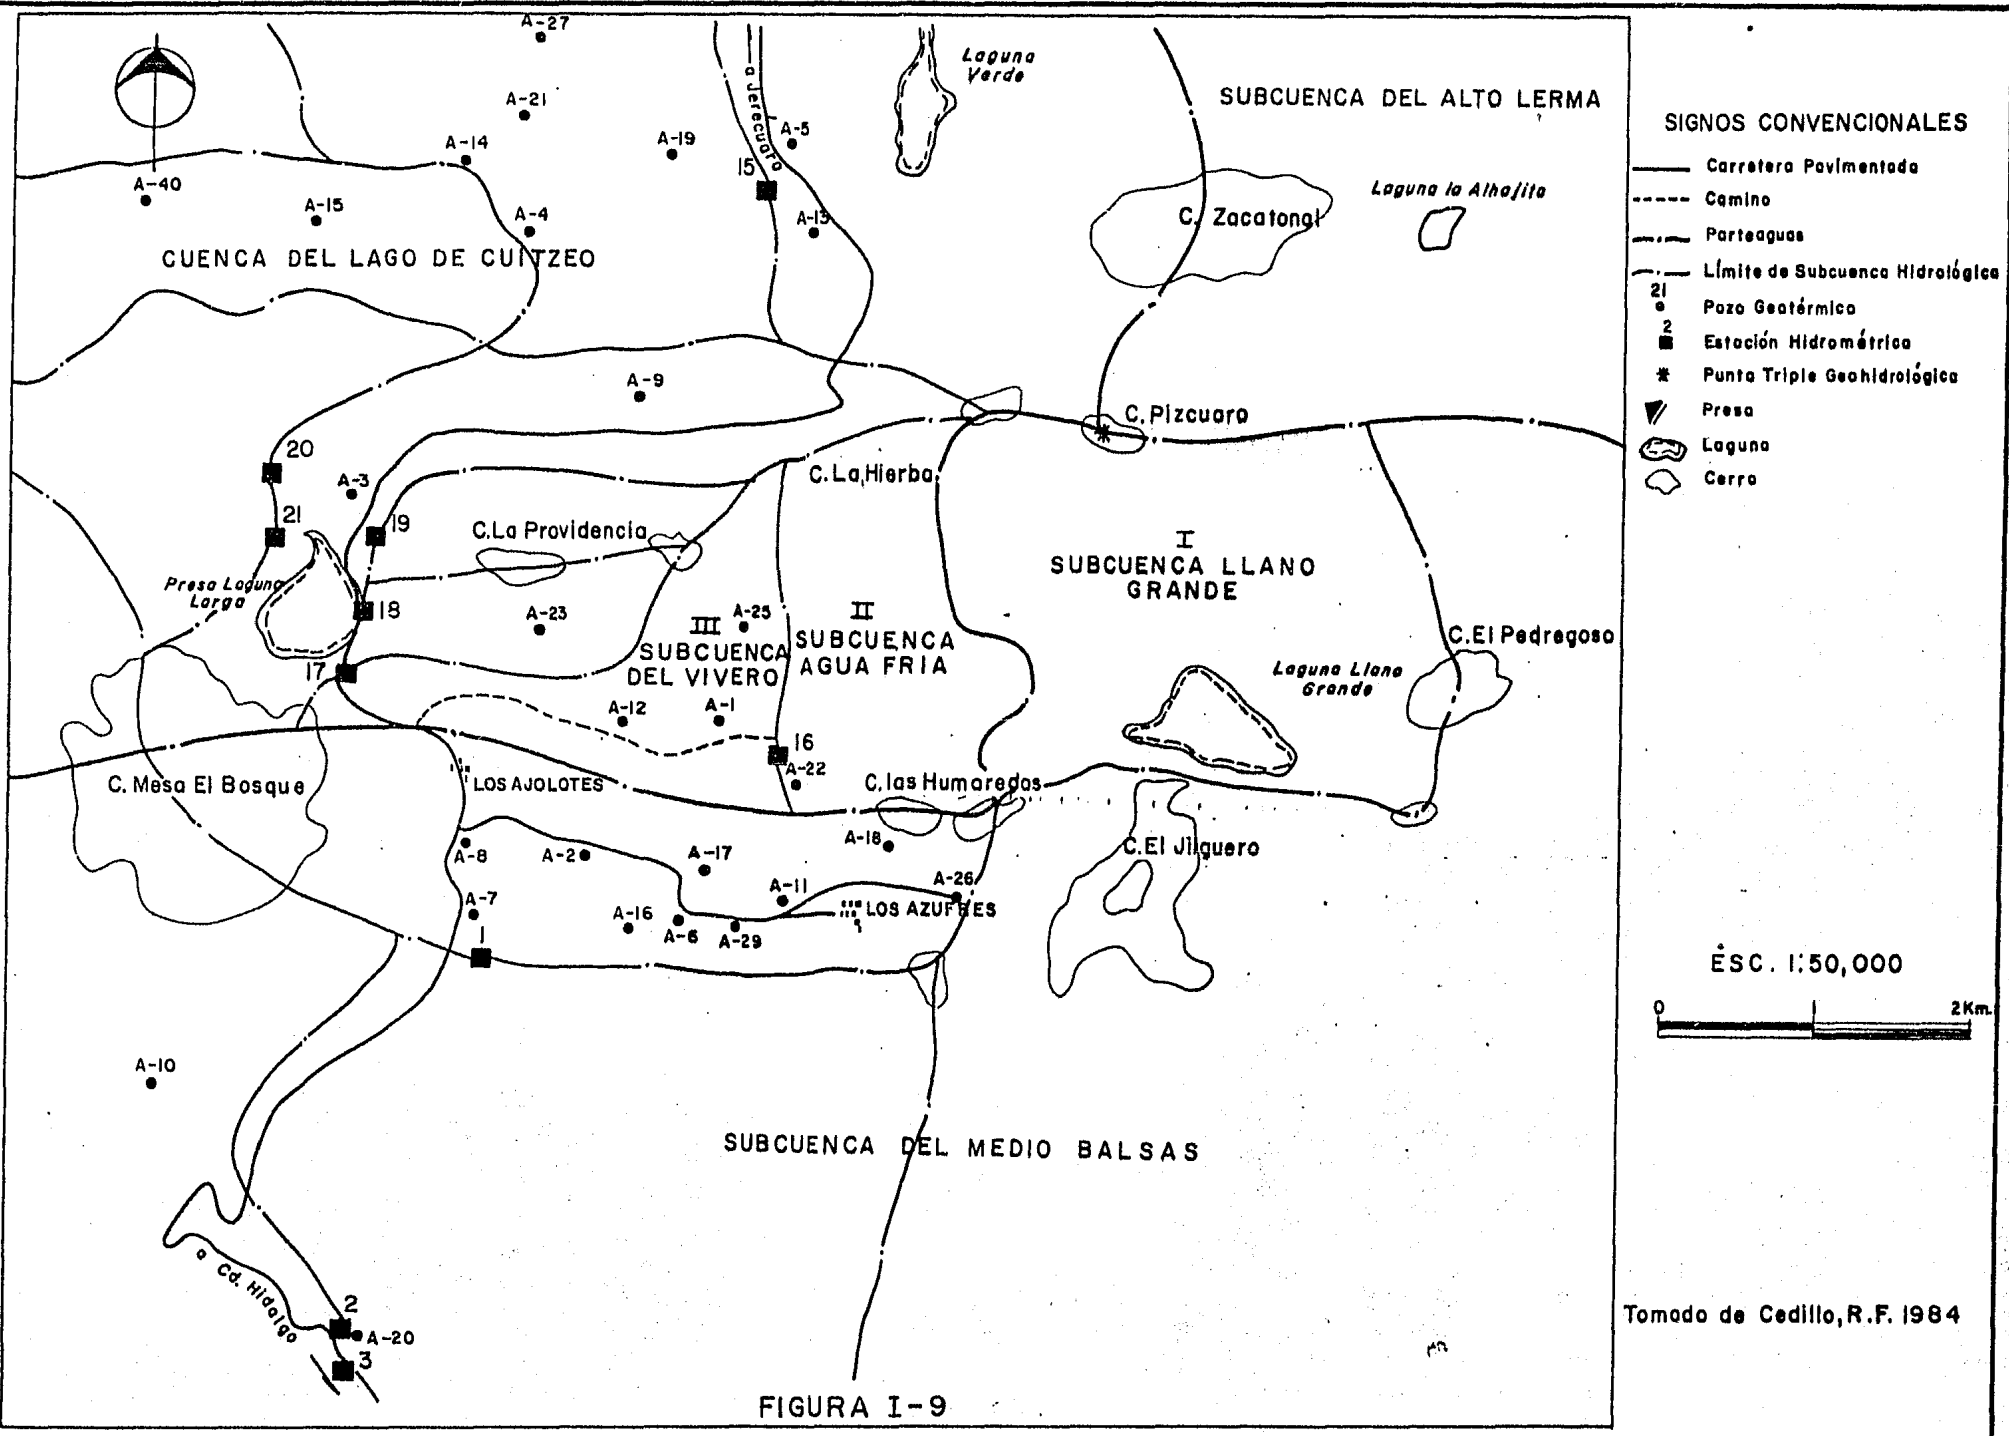 A-27
Laguna
Verde
a Jerecuaro
SUBCUENCA DEL ALTO LERMA
A-21
A-14
A-19
A-5
15
A-40
A-15
A-4
A-13
C. Zacatonal
Laguna la Alhajita
CUENCA DEL LAGO DE CUITZEO
A-9
C. Pizcuaro
20
A-3
C. La Hierba
21
19
C. La Providencia
I
SUBCUENCA LLANO
GRANDE
Presa Laguna
Larga
18
A-23
A-25
III
SUBCUENCA
DEL VIVERO
II
SUBCUENCA
AGUA FRIA
C. El Pedregoso
17
Laguna Llano
Grande
A-12
A-1
16
A-22
C. Mesa El Bosque
LOS AJOLOTES
C. las Humaredas
A-8
A-2
A-17
A-18
C. El Jilguero
A-7
A-16
A-6
A-29
A-11
A-26
LOS AZUFRES
1
A-10
SUBCUENCA DEL MEDIO BALSAS
a Cd. Hidalgo
2
A-20
3
FIGURA I-9
SIGNOS CONVENCIONALES
Carretera Pavimentada
Camino
Parteaguas
Límite de Subcuenca Hidrológica
21
Pozo Geotérmico
2
Estación Hidrométrica
Punto Triple Geohidrológico
Presa
Laguna
Cerro
ESC. 1:50,000
0 1 2Km.
Tomado de Cedillo, R.F. 1984